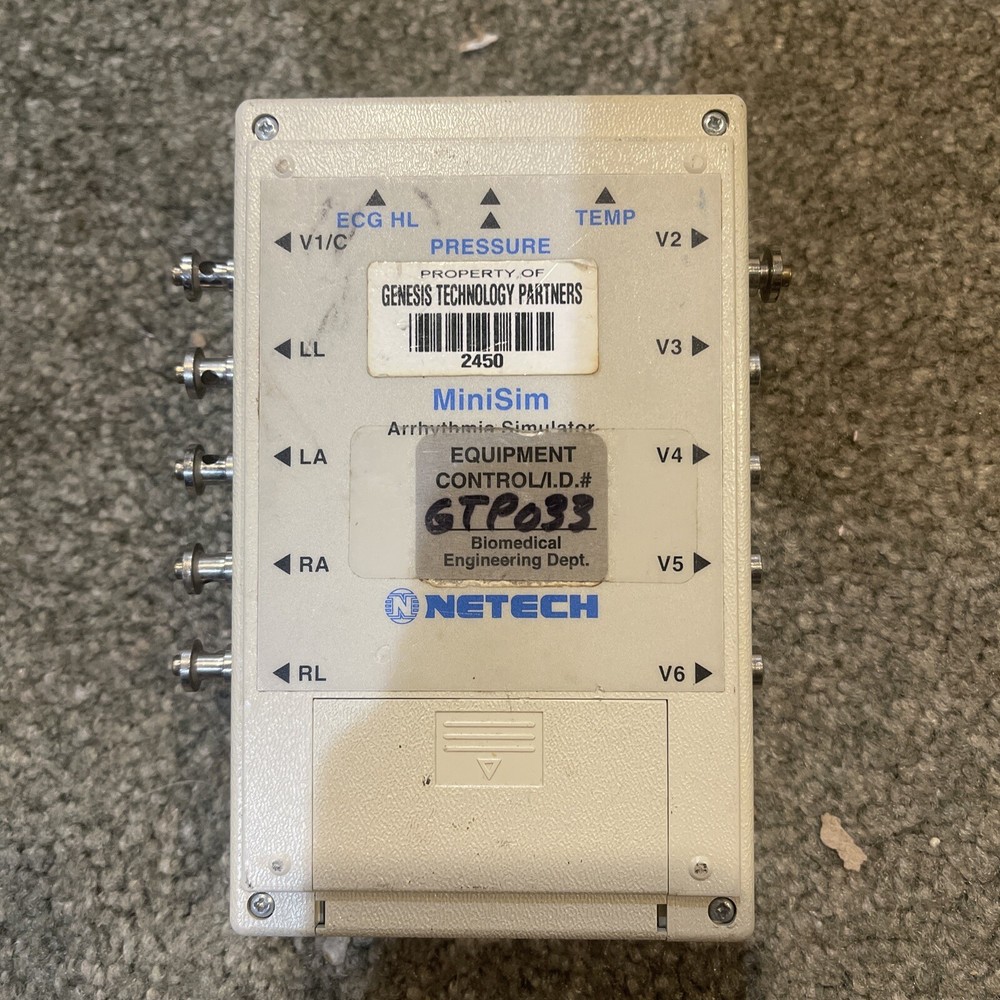 ECG HL
TEMP
V1/C
PRESSURE
V2
PROPERTY OF
GENESIS TECHNOLOGY PARTNERS
2450
LL
V3
MiniSim
Arrhythmia Simulator
LA
V4
EQUIPMENT
CONTROL/I.D.#
GTP033
Biomedical
Engineering Dept.
RA
V5
N NETECH
RL
V6